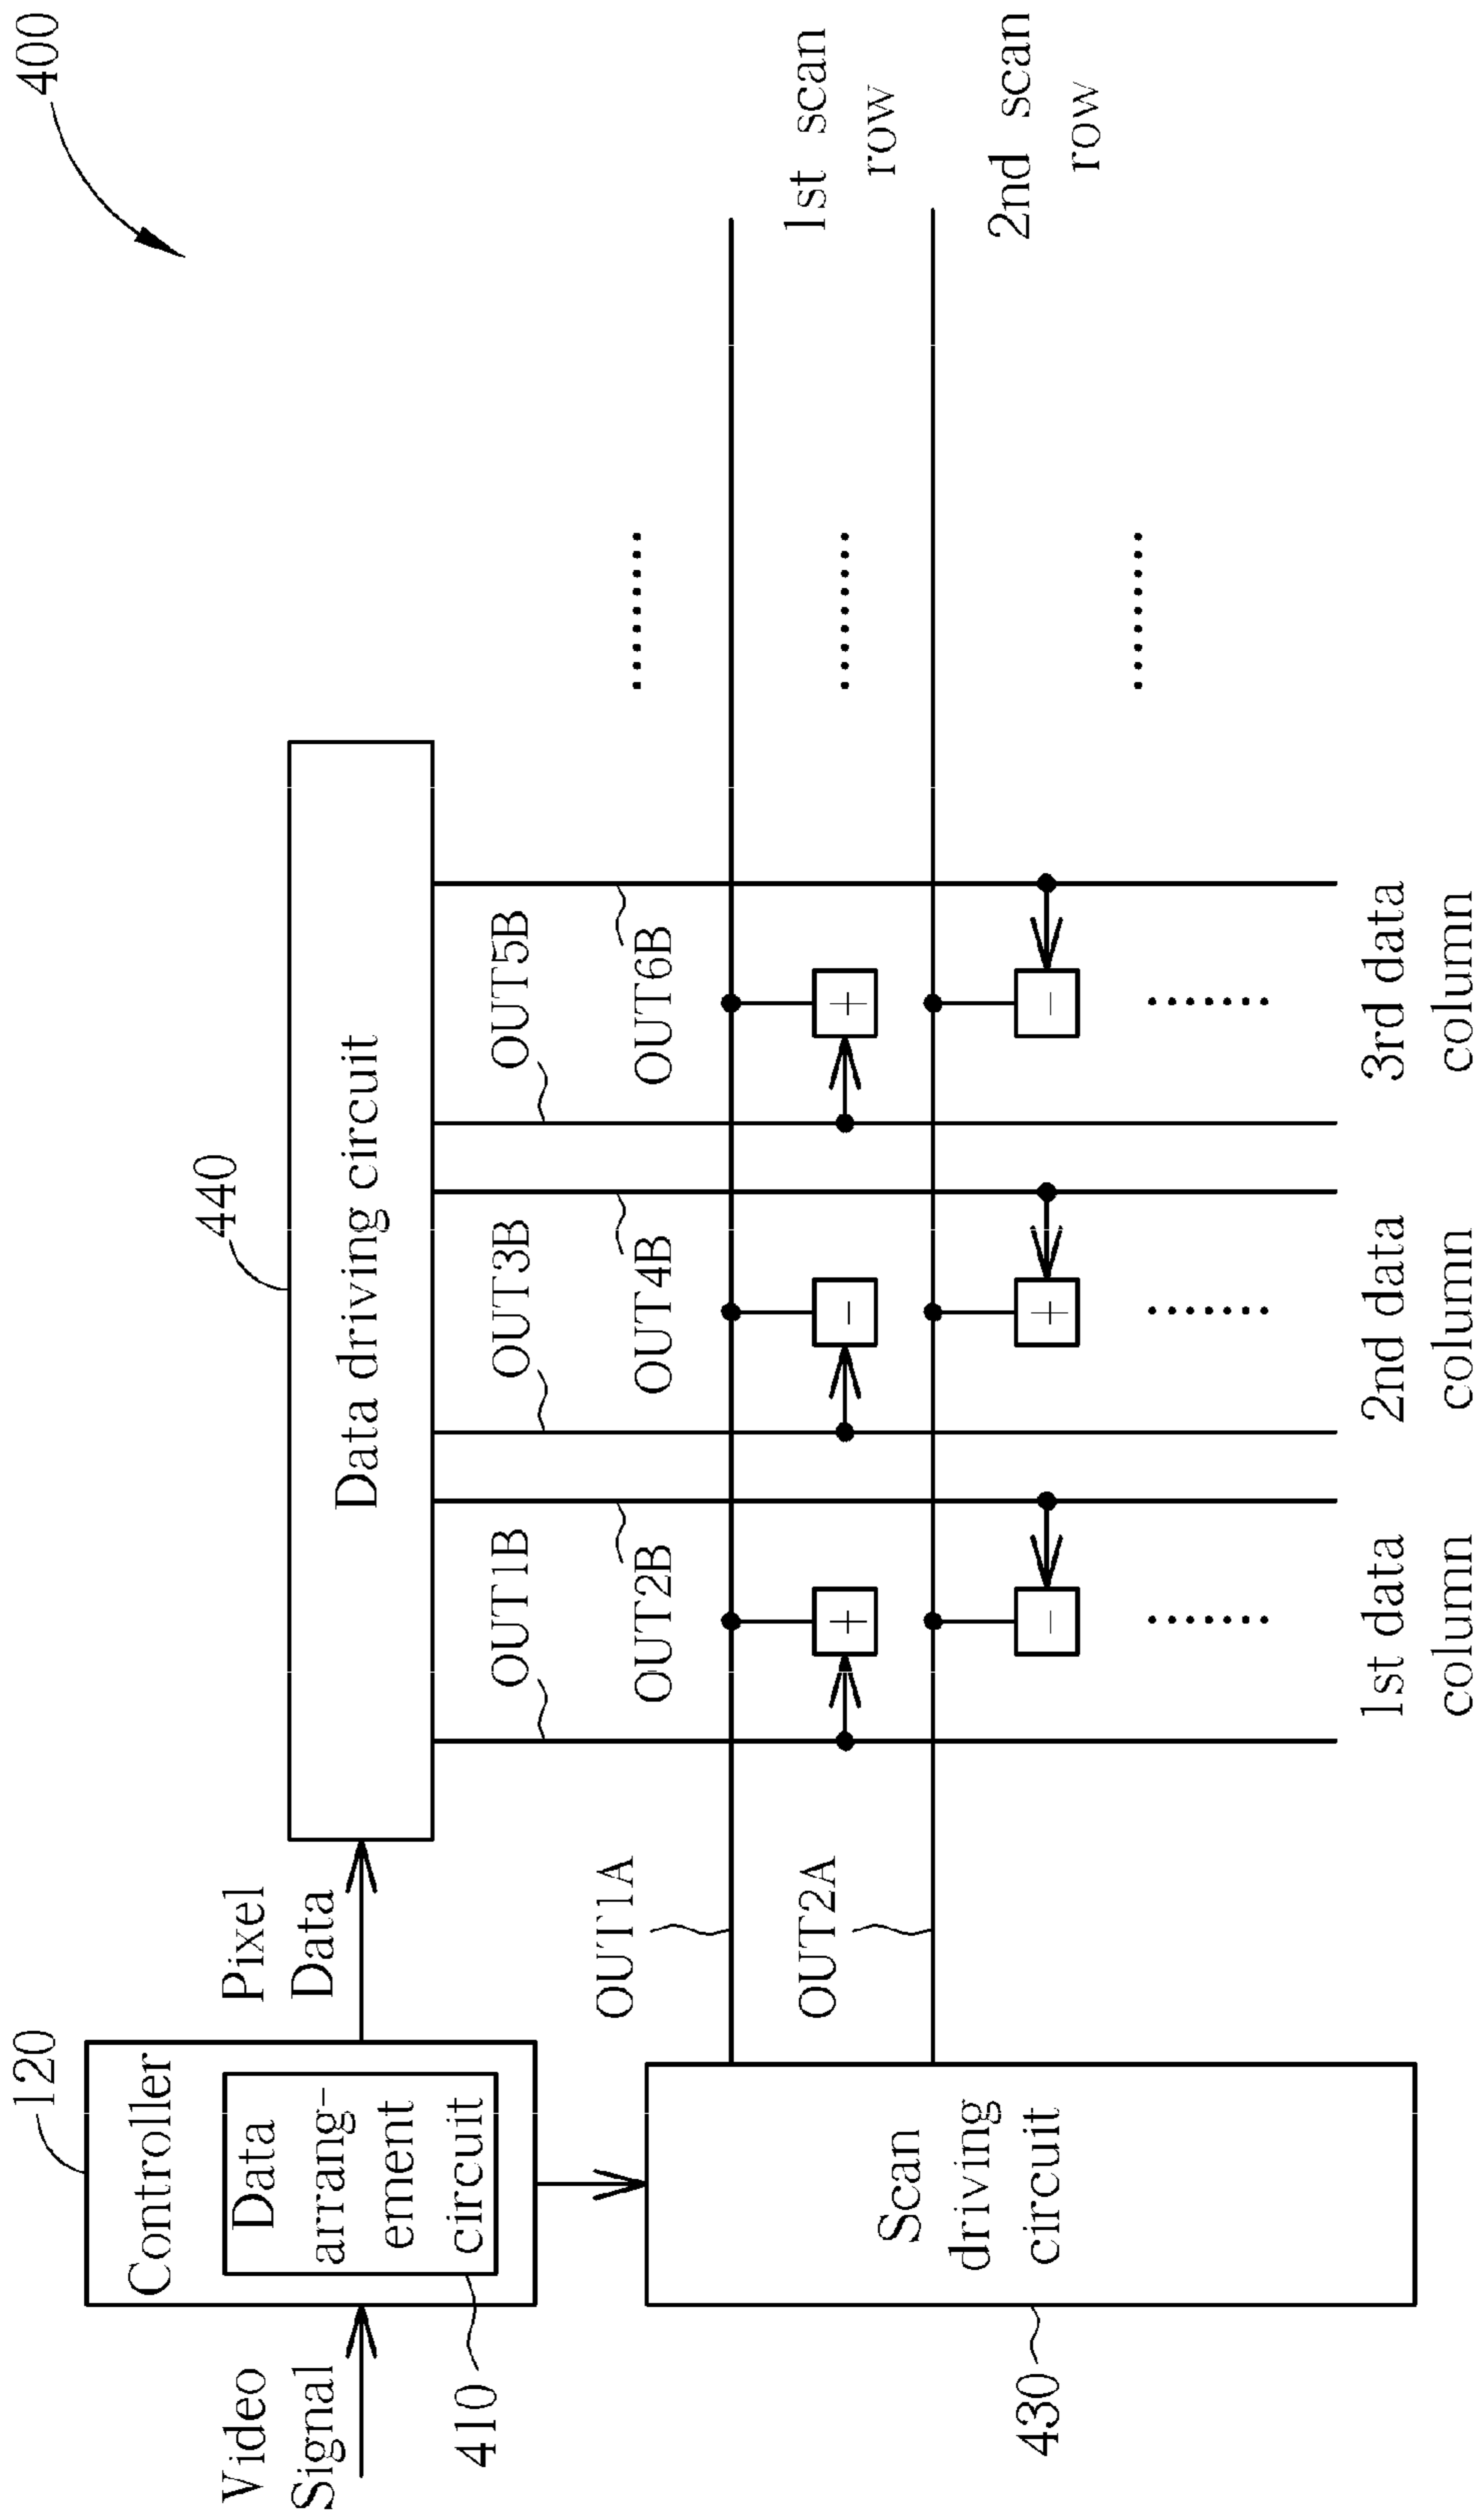 400
120
440
Video
Signal
Controller
Data
arrang-
ement
circuit
410
Pixel
Data
Data driving circuit
OUT1B
OUT2B
OUT3B
OUT4B
OUT5B
OUT6B
OUT1A
OUT2A
Scan
driving
circuit
430
+
-
+
1st scan
row
-
+
-
2nd scan
row
1st data
column
2nd data
column
3rd data
column